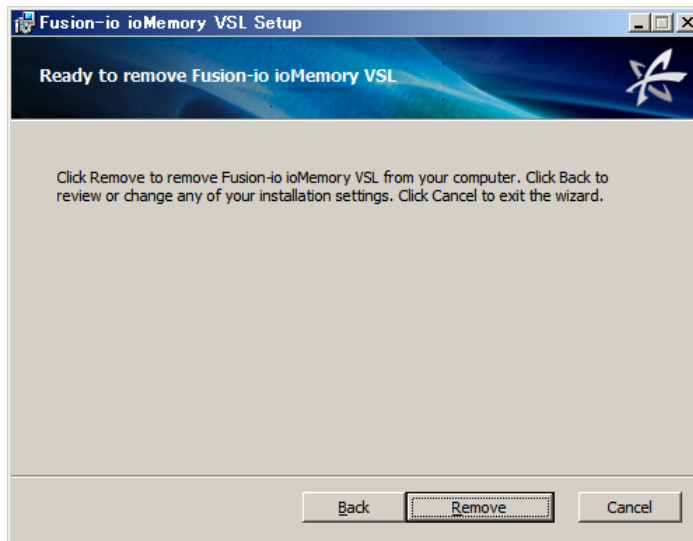 Fusion-io ioMemory VSL Setup
Ready to remove Fusion-io ioMemory VSL
Click Remove to remove Fusion-io ioMemory VSL from your computer. Click Back to
review or change any of your installation settings. Click Cancel to exit the wizard.
Back Remove Cancel